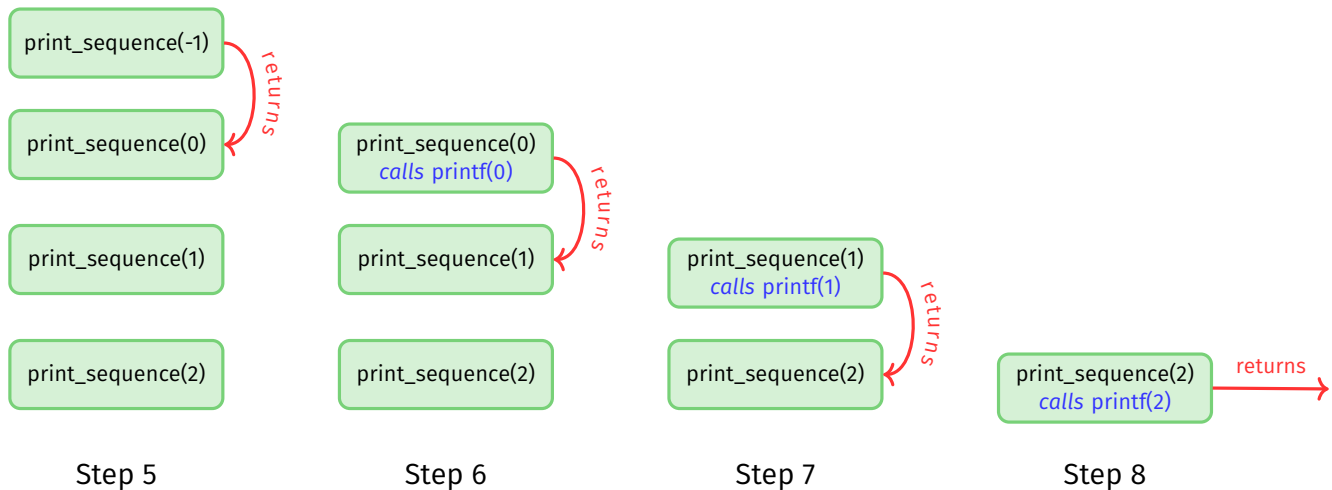 print_sequence(-1)
returns
print_sequence(0)
print_sequence(1)
print_sequence(2)
Step 5
print_sequence(0)
calls printf(0)
returns
print_sequence(1)
print_sequence(2)
Step 6
print_sequence(1)
calls printf(1)
returns
print_sequence(2)
Step 7
print_sequence(2)
calls printf(2)
returns
Step 8